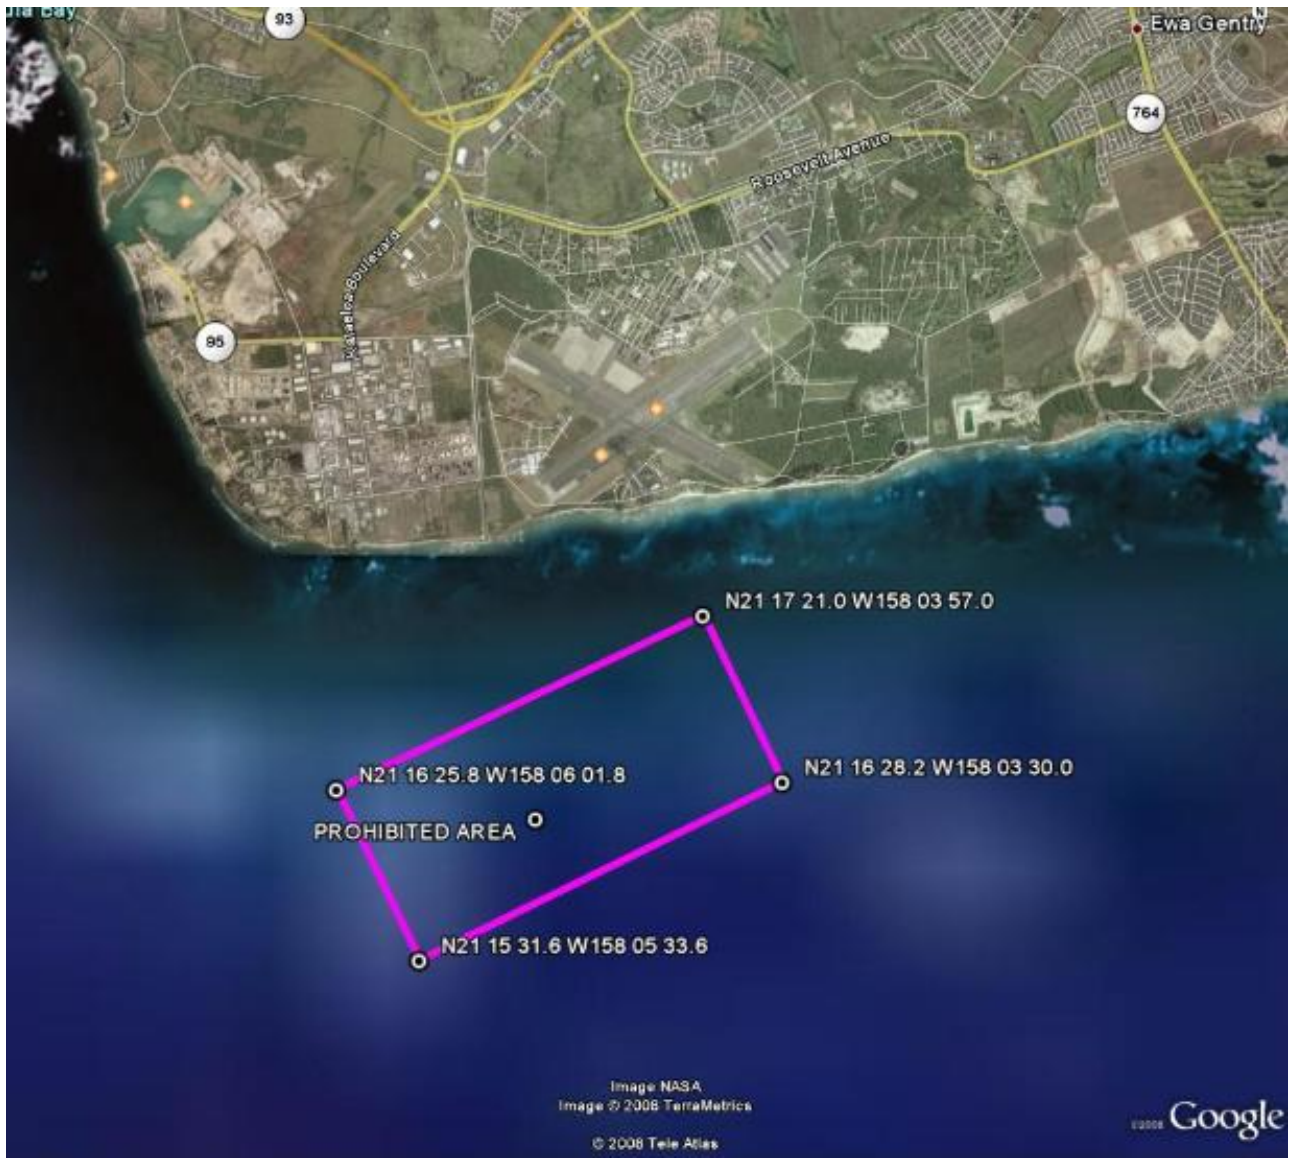 93
Ewa Gentry
764
Roosevelt Avenue
Boulevard
95
N21 17 21.0 W158 03 57.0
N21 16 25.8 W158 06 01.8
N21 16 28.2 W158 03 30.0
PROHIBITED AREA
N21 15 31.6 W158 05 33.6
Image NASA
Image © 2008 TerraMetrics
© 2008 Tele Atlas
©2008 Google